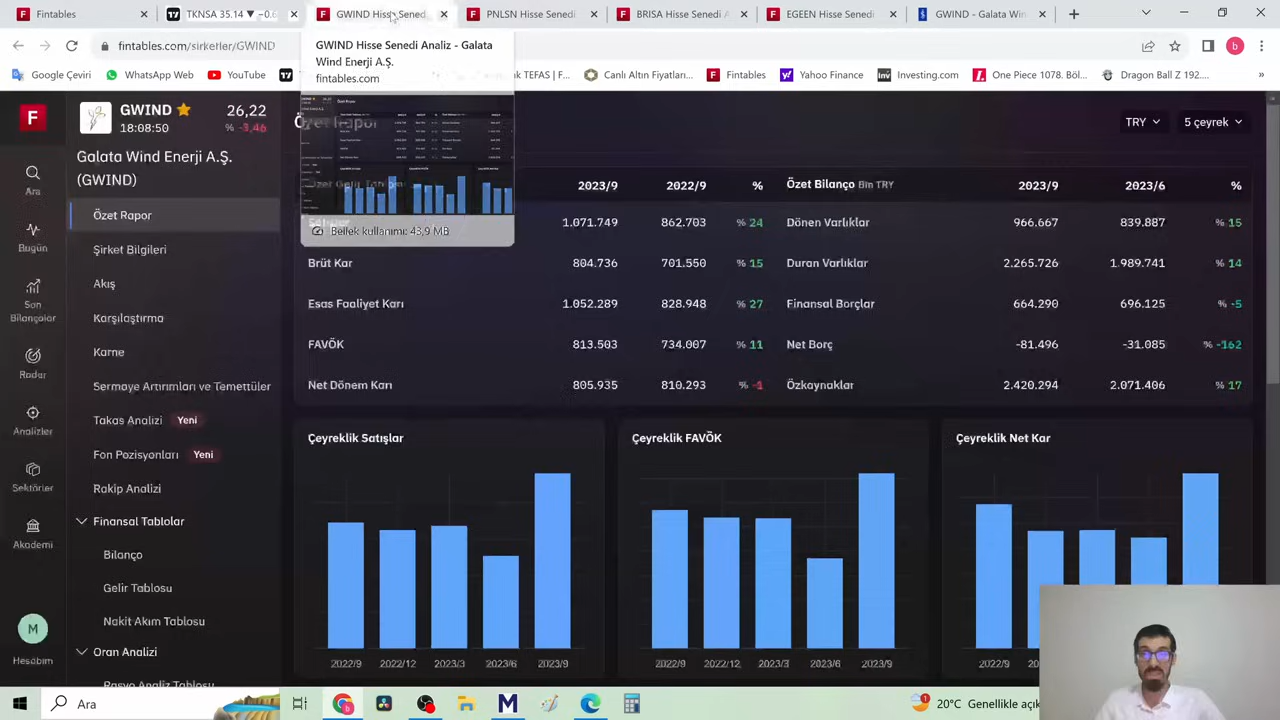 Fintables
TKNSA 35.14 ▼ −0.6
GWIND Hisse Sened
PNLSN Hisse Senedi
BRISA Hisse Senedi A
EGEEN Hisse Senedi
GWIND - Galata Win
fintables.com/sirketler/GWIND
GWIND Hisse Senedi Analiz - Galata
Wind Enerji A.Ş.
fintables.com
Bellek kullanımı: 43,9 MB
Google Çeviri
WhatsApp Web
YouTube
TEFAS | F...
Canlı Altın Fiyatları...
Fintables
Yahoo Finance
Investing.com
One Piece 1078. Böl...
Dragon Ball Z 192....
GWIND
18:08:50
26,22
% -3,46
Galata Wind Enerji A.Ş.
(GWIND)
Ara
Bugün
Son
Bilançolar
Radar
Analizler
Sektörler
Akademi
M
Hesabım
Özet Rapor
Şirket Bilgileri
Akış
Karşılaştırma
Karne
Sermaye Artırımları ve Temettüler
Takas Analizi Yeni
Fon Pozisyonları Yeni
Rakip Analizi
Finansal Tablolar
Bilanço
Gelir Tablosu
Nakit Akım Tablosu
Oran Analizi
Rasyo Analiz Tablosu
Özet Rapor
TRY
5 çeyrek
2023/9 2022/9 %
Satışlar 1.071.749 862.703 % 24
Brüt Kar 804.736 701.550 % 15
Esas Faaliyet Karı 1.052.289 828.948 % 27
FAVÖK 813.503 734.007 % 11
Net Dönem Karı 805.935 810.293 % -1
Özet Bilanço Bin TRY 2023/9 2023/6 %
Dönen Varlıklar 966.667 839.887 % 15
Duran Varlıklar 2.265.726 1.989.741 % 14
Finansal Borçlar 664.290 696.125 % -5
Net Borç -81.496 -31.085 % -162
Özkaynaklar 2.420.294 2.071.406 % 17
Çeyreklik Satışlar
2022/9 2022/12 2023/3 2023/6 2023/9
Çeyreklik FAVÖK
2022/9 2022/12 2023/3 2023/6 2023/9
Çeyreklik Net Kar
2022/9
Ara
20°C Genellikle açık